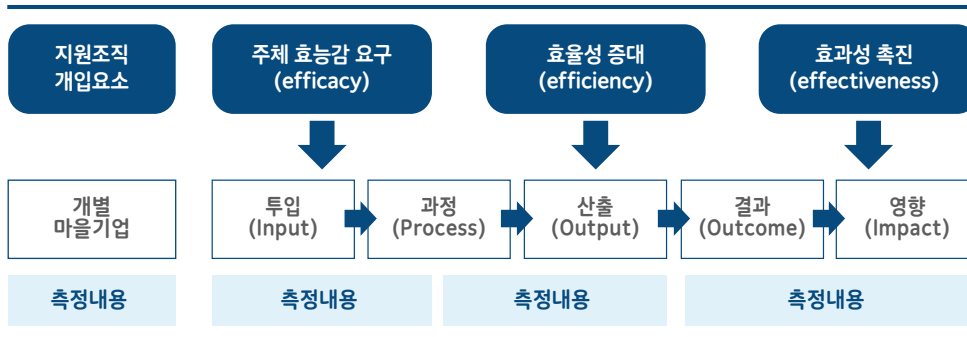 지원조직
개입요소
주체 효능감 요구
(efficacy)
효율성 증대
(efficiency)
효과성 촉진
(effectiveness)
개별
마을기업
투입
(Input)
과정
(Process)
산출
(Output)
결과
(Outcome)
영향
(Impact)
측정내용
측정내용
측정내용
측정내용